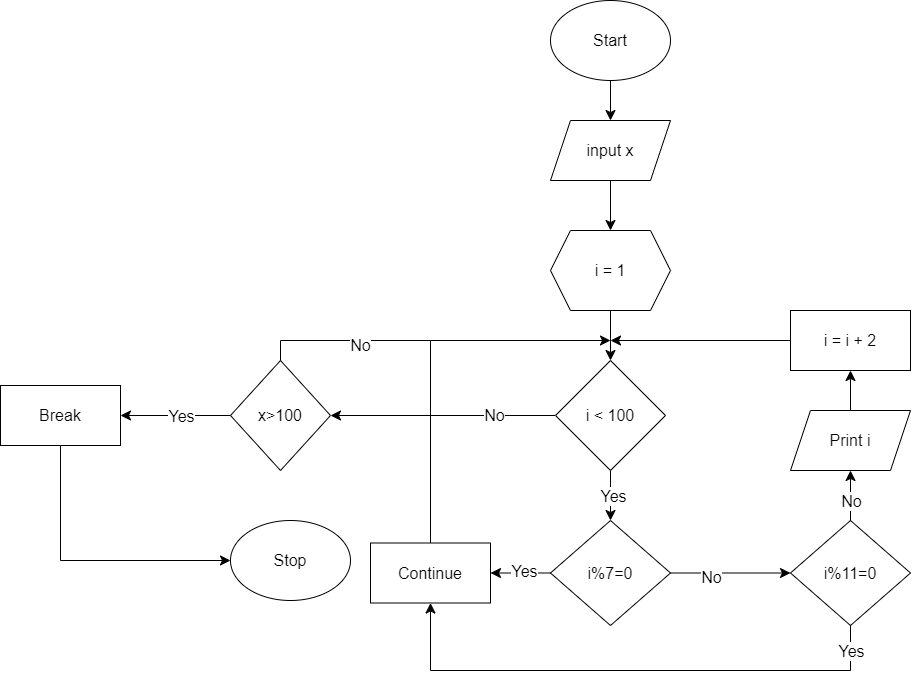 Start
input x
i = 1
i = i + 2
No
x>100
i < 100
Yes
No
Break
Print i
Yes
No
Stop
Continue
Yes
i%7=0
No
i%11=0
Yes